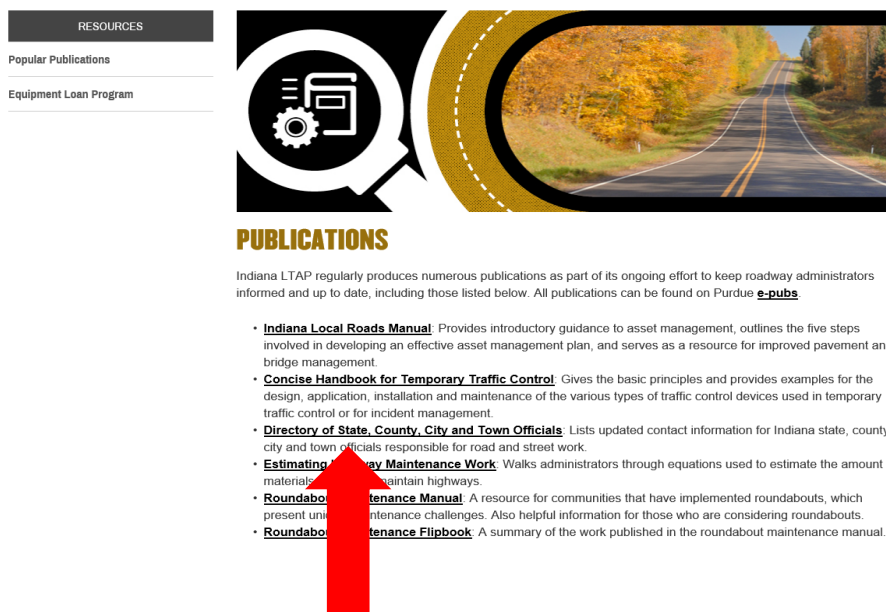 RESOURCES
Popular Publications
Equipment Loan Program
PUBLICATIONS
Indiana LTAP regularly produces numerous publications as part of its ongoing effort to keep roadway administrators
informed and up to date, including those listed below. All publications can be found on Purdue e-pubs.
• Indiana Local Roads Manual: Provides introductory guidance to asset management, outlines the five steps
involved in developing an effective asset management plan, and serves as a resource for improved pavement an
bridge management.
• Concise Handbook for Temporary Traffic Control: Gives the basic principles and provides examples for the
design, application, installation and maintenance of the various types of traffic control devices used in temporary
traffic control or for incident management.
• Directory of State, County, City and Town Officials: Lists updated contact information for Indiana state, county
city and town officials responsible for road and street work.
• Estimating way Maintenance Work: Walks administrators through equations used to estimate the amount
materials maintain highways.
• Roundabou tenance Manual: A resource for communities that have implemented roundabouts, which
present uni ntenance challenges. Also helpful information for those who are considering roundabouts.
• Roundabo tenance Flipbook: A summary of the work published in the roundabout maintenance manual.